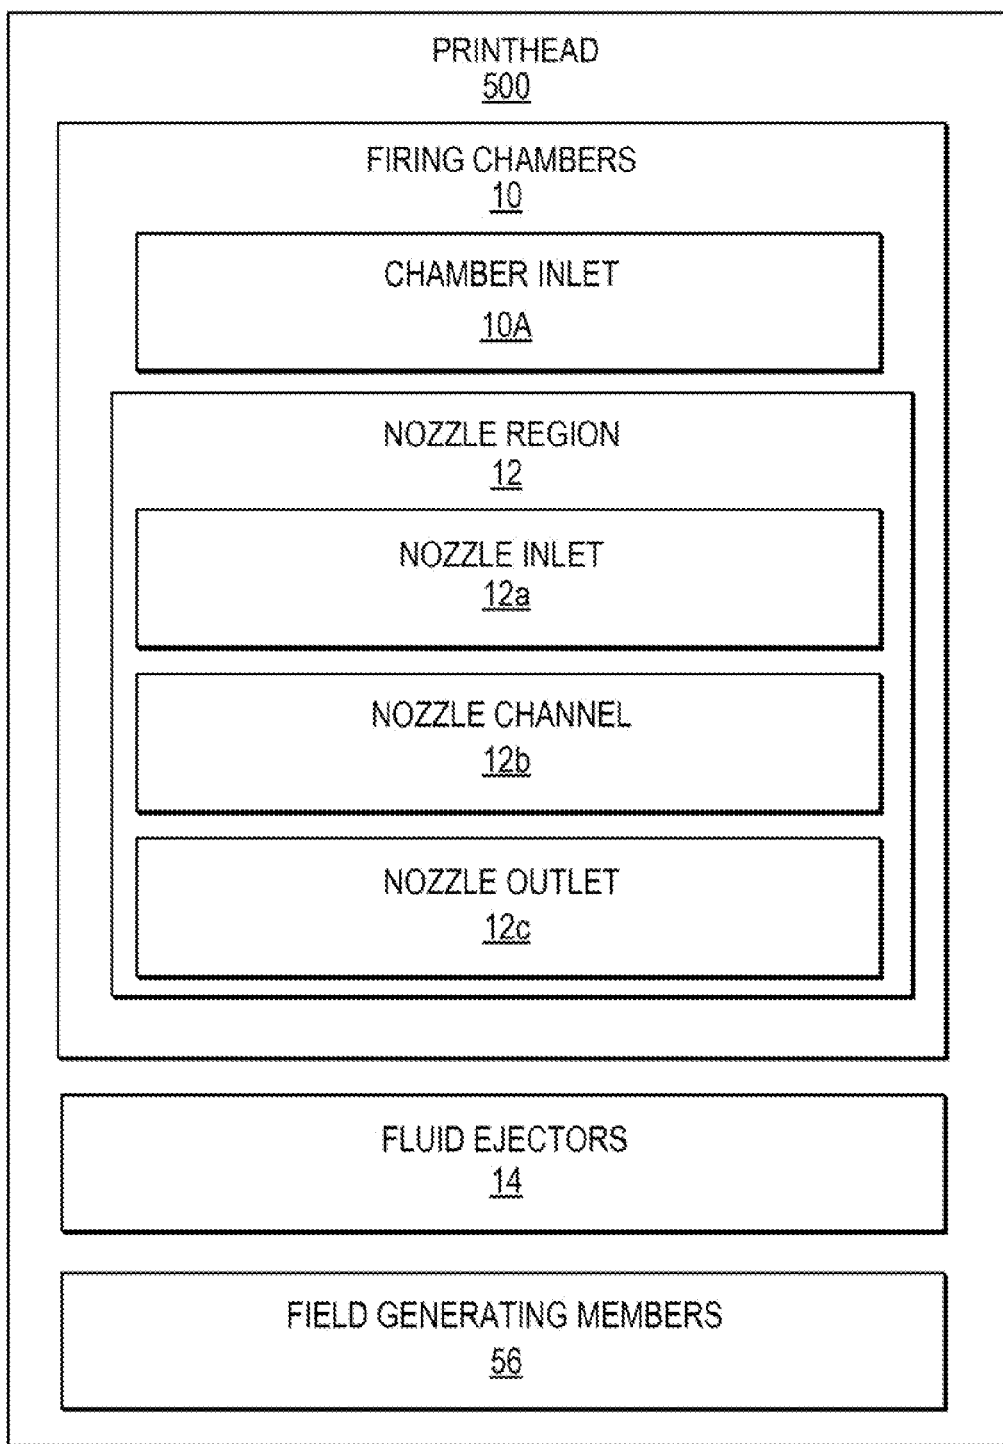 PRINTHEAD
500
FIRING CHAMBERS
10
CHAMBER INLET
10A
NOZZLE REGION
12
NOZZLE INLET
12a
NOZZLE CHANNEL
12b
NOZZLE OUTLET
12c
FLUID EJECTORS
14
FIELD GENERATING MEMBERS
56